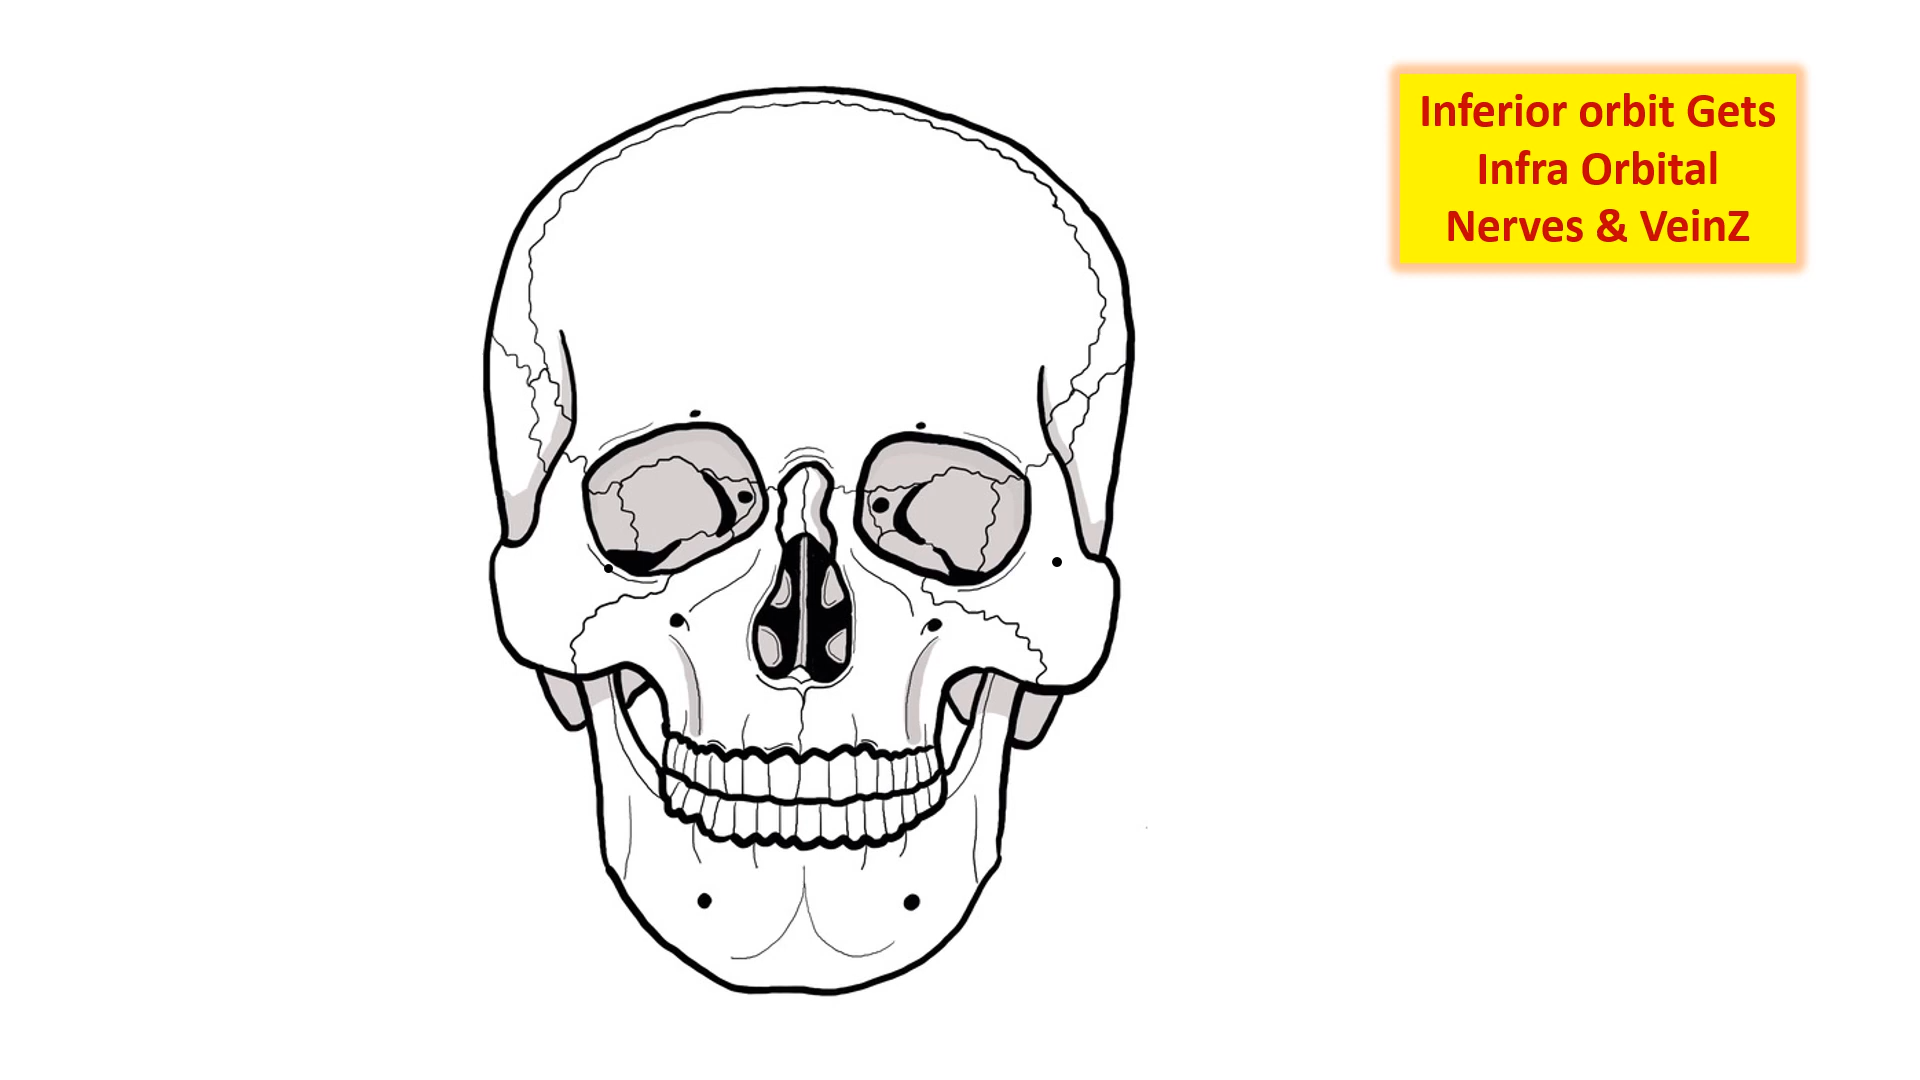 Inferior orbit Gets
Infra Orbital
Nerves & VeinZ